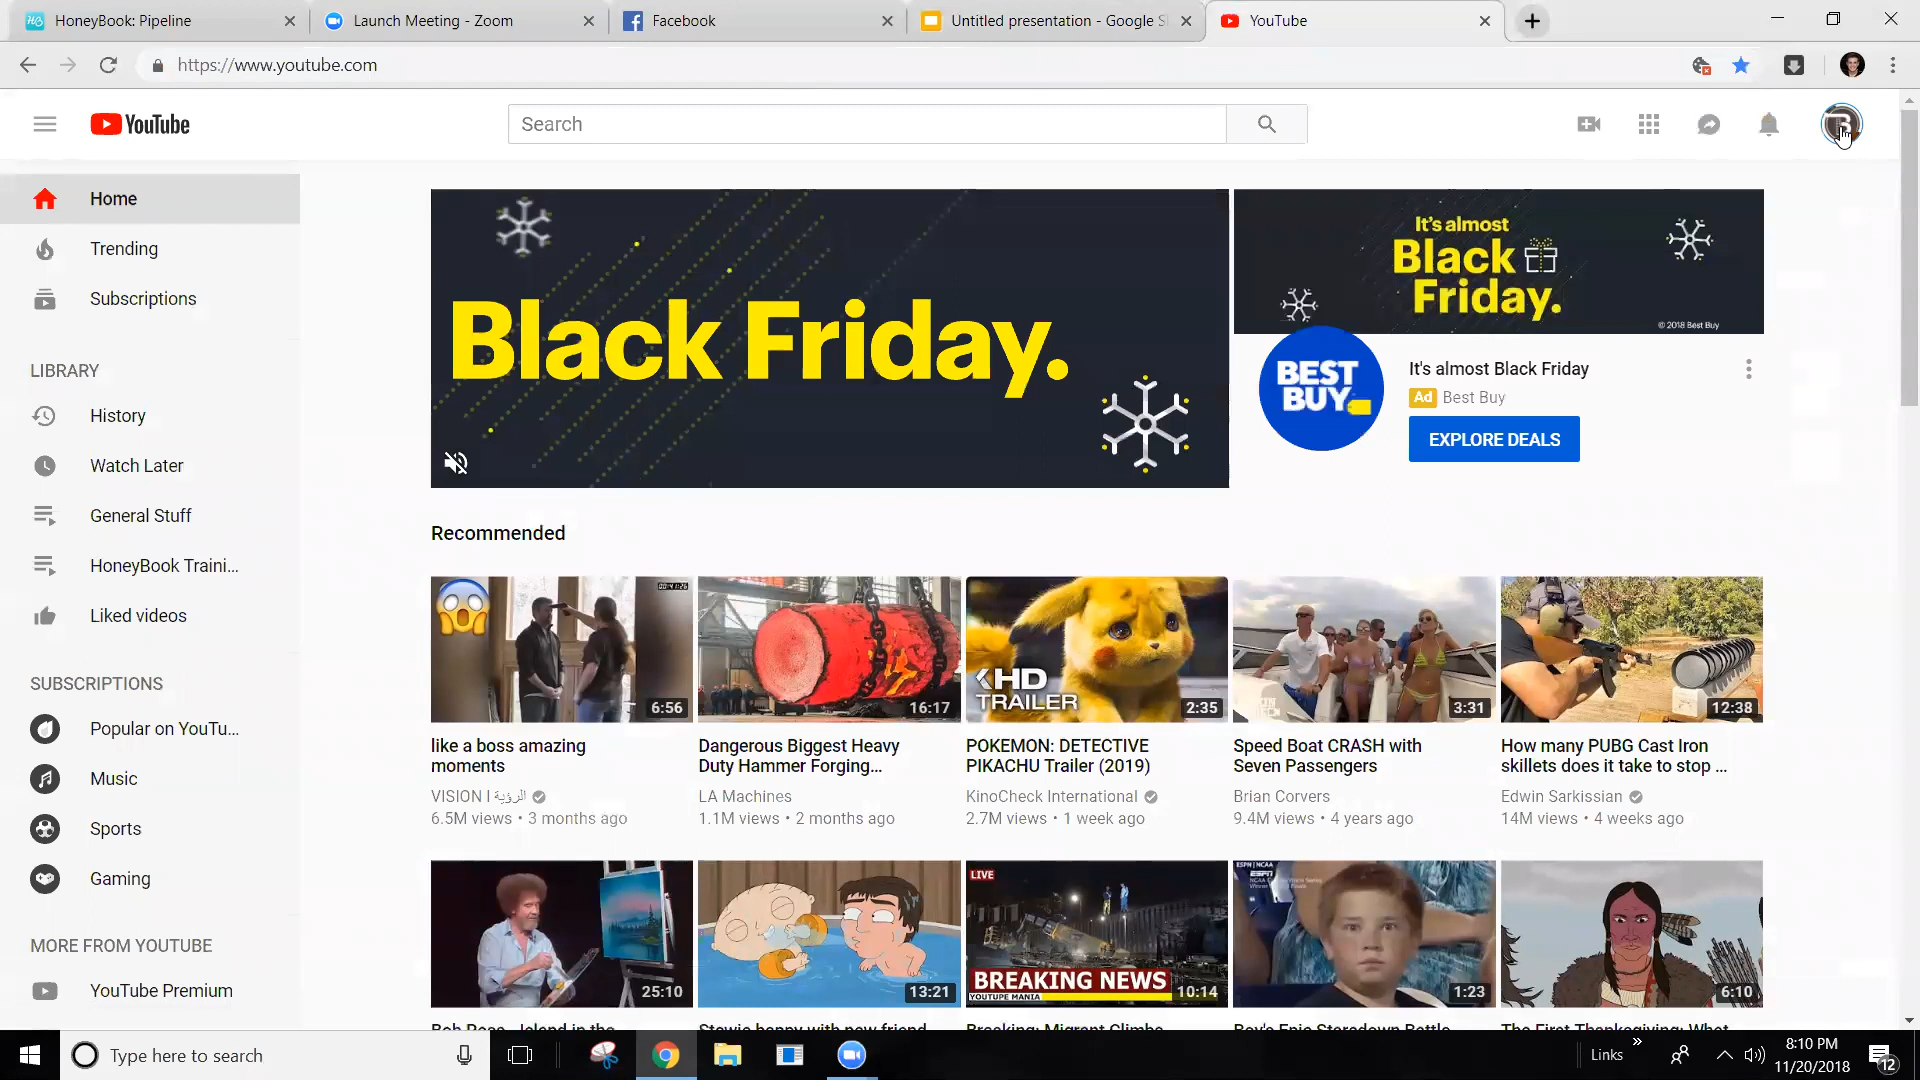 HoneyBook: Pipeline
Launch Meeting - Zoom
Facebook
Untitled presentation - Google S
YouTube
https://www.youtube.com
YouTube
Search
Home
Trending
Subscriptions
LIBRARY
History
Watch Later
General Stuff
HoneyBook Traini...
Liked videos
SUBSCRIPTIONS
Popular on YouTu...
Music
Sports
Gaming
MORE FROM YOUTUBE
YouTube Premium
Black Friday.
It's almost
Black
Friday.
© 2018 Best Buy
BEST
BUY
It's almost Black Friday
Ad Best Buy
EXPLORE DEALS
Recommended
6:56
like a boss amazing
moments
VISION I الرؤية
6.5M views • 3 months ago
16:17
Dangerous Biggest Heavy
Duty Hammer Forging...
LA Machines
1.1M views • 2 months ago
HD
TRAILER
2:35
POKEMON: DETECTIVE
PIKACHU Trailer (2019)
KinoCheck International
2.7M views • 1 week ago
3:31
Speed Boat CRASH with
Seven Passengers
Brian Corvers
9.4M views • 4 years ago
12:38
How many PUBG Cast Iron
skillets does it take to stop ...
Edwin Sarkissian
14M views • 4 weeks ago
25:10
13:21
LIVE
BREAKING NEWS
YOUTUPE MANIA
10:14
ESPN | NCAA
ESPN
1:23
6:10
Type here to search
Links
8:10 PM
11/20/2018
12